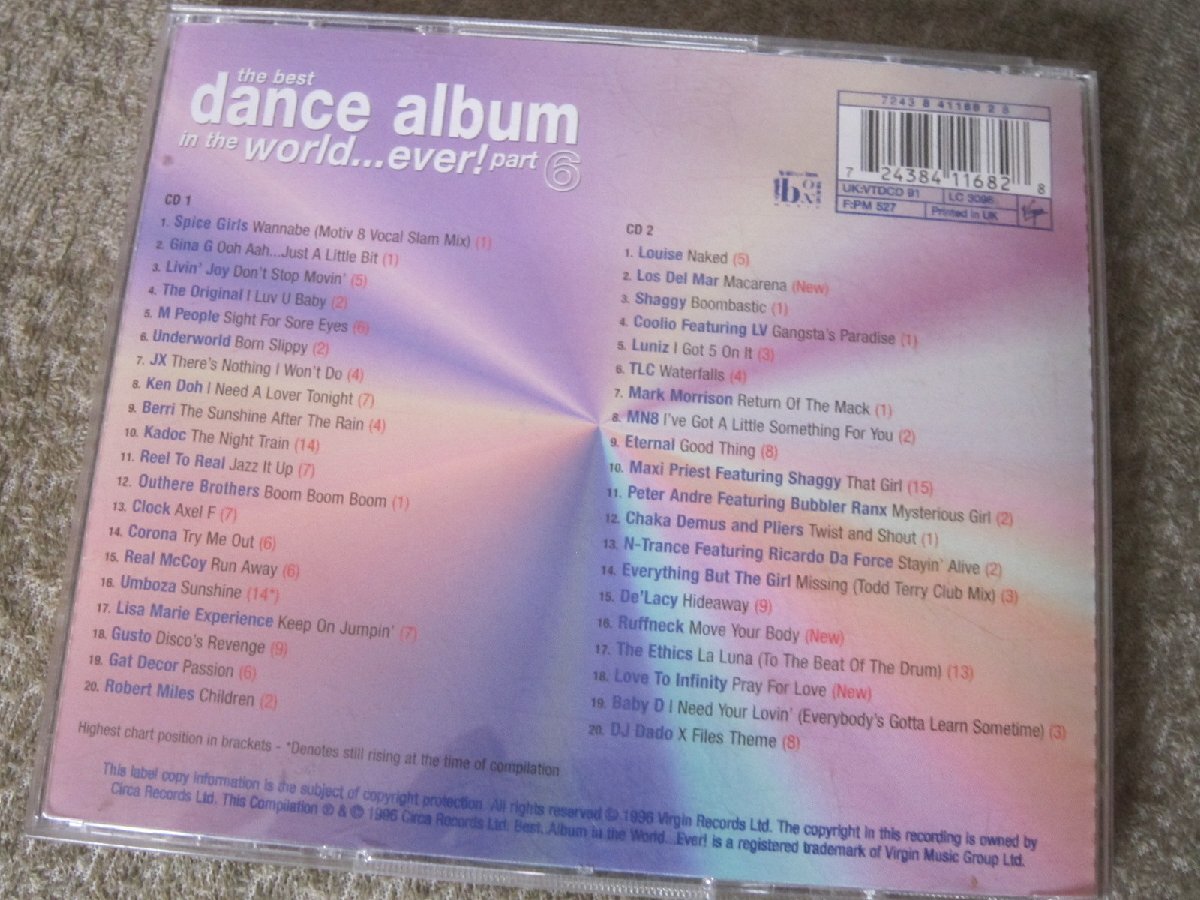 the best
dance album
in the world...ever! part 6
7243 8 41168 2 8
7 24384 11682 8
UK:VTDCD 91
LC 3098
F:PM 527
Printed in UK
Virgin
CD 1
1. Spice Girls Wannabe (Motiv 8 Vocal Slam Mix) (1)
2. Gina G Ooh Aah...Just A Little Bit (1)
3. Livin' Joy Don't Stop Movin' (5)
4. The Original I Luv U Baby (2)
5. M People Sight For Sore Eyes (6)
6. Underworld Born Slippy (2)
7. JX There's Nothing I Won't Do (4)
8. Ken Doh I Need A Lover Tonight (7)
9. Berri The Sunshine After The Rain (4)
10. Kadoc The Night Train (14)
11. Reel To Real Jazz It Up (7)
12. Outhere Brothers Boom Boom Boom (1)
13. Clock Axel F (7)
14. Corona Try Me Out (6)
15. Real McCoy Run Away (6)
16. Umboza Sunshine (14*)
17. Lisa Marie Experience Keep On Jumpin' (7)
18. Gusto Disco's Revenge (9)
19. Gat Decor Passion (6)
20. Robert Miles Children (2)
CD 2
1. Louise Naked (5)
2. Los Del Mar Macarena (New)
3. Shaggy Boombastic (1)
4. Coolio Featuring LV Gangsta's Paradise (1)
5. Luniz I Got 5 On It (3)
6. TLC Waterfalls (4)
7. Mark Morrison Return Of The Mack (1)
8. MN8 I've Got A Little Something For You (2)
9. Eternal Good Thing (8)
10. Maxi Priest Featuring Shaggy That Girl (15)
11. Peter Andre Featuring Bubbler Ranx Mysterious Girl (2)
12. Chaka Demus and Pliers Twist and Shout (1)
13. N-Trance Featuring Ricardo Da Force Stayin' Alive (2)
14. Everything But The Girl Missing (Todd Terry Club Mix) (3)
15. De'Lacy Hideaway (9)
16. Ruffneck Move Your Body (New)
17. The Ethics La Luna (To The Beat Of The Drum) (13)
18. Love To Infinity Pray For Love (New)
19. Baby D I Need Your Lovin' (Everybody's Gotta Learn Sometime) (3)
20. DJ Dado X Files Theme (8)
Highest chart position in brackets - *Denotes still rising at the time of compilation
This label copy information is the subject of copyright protection. All rights reserved © 1996 Virgin Records Ltd. The copyright in this recording is owned by
Circa Records Ltd. This Compilation ℗ & © 1996 Circa Records Ltd. Best..Album in the World...Ever! is a registered trademark of Virgin Music Group Ltd.